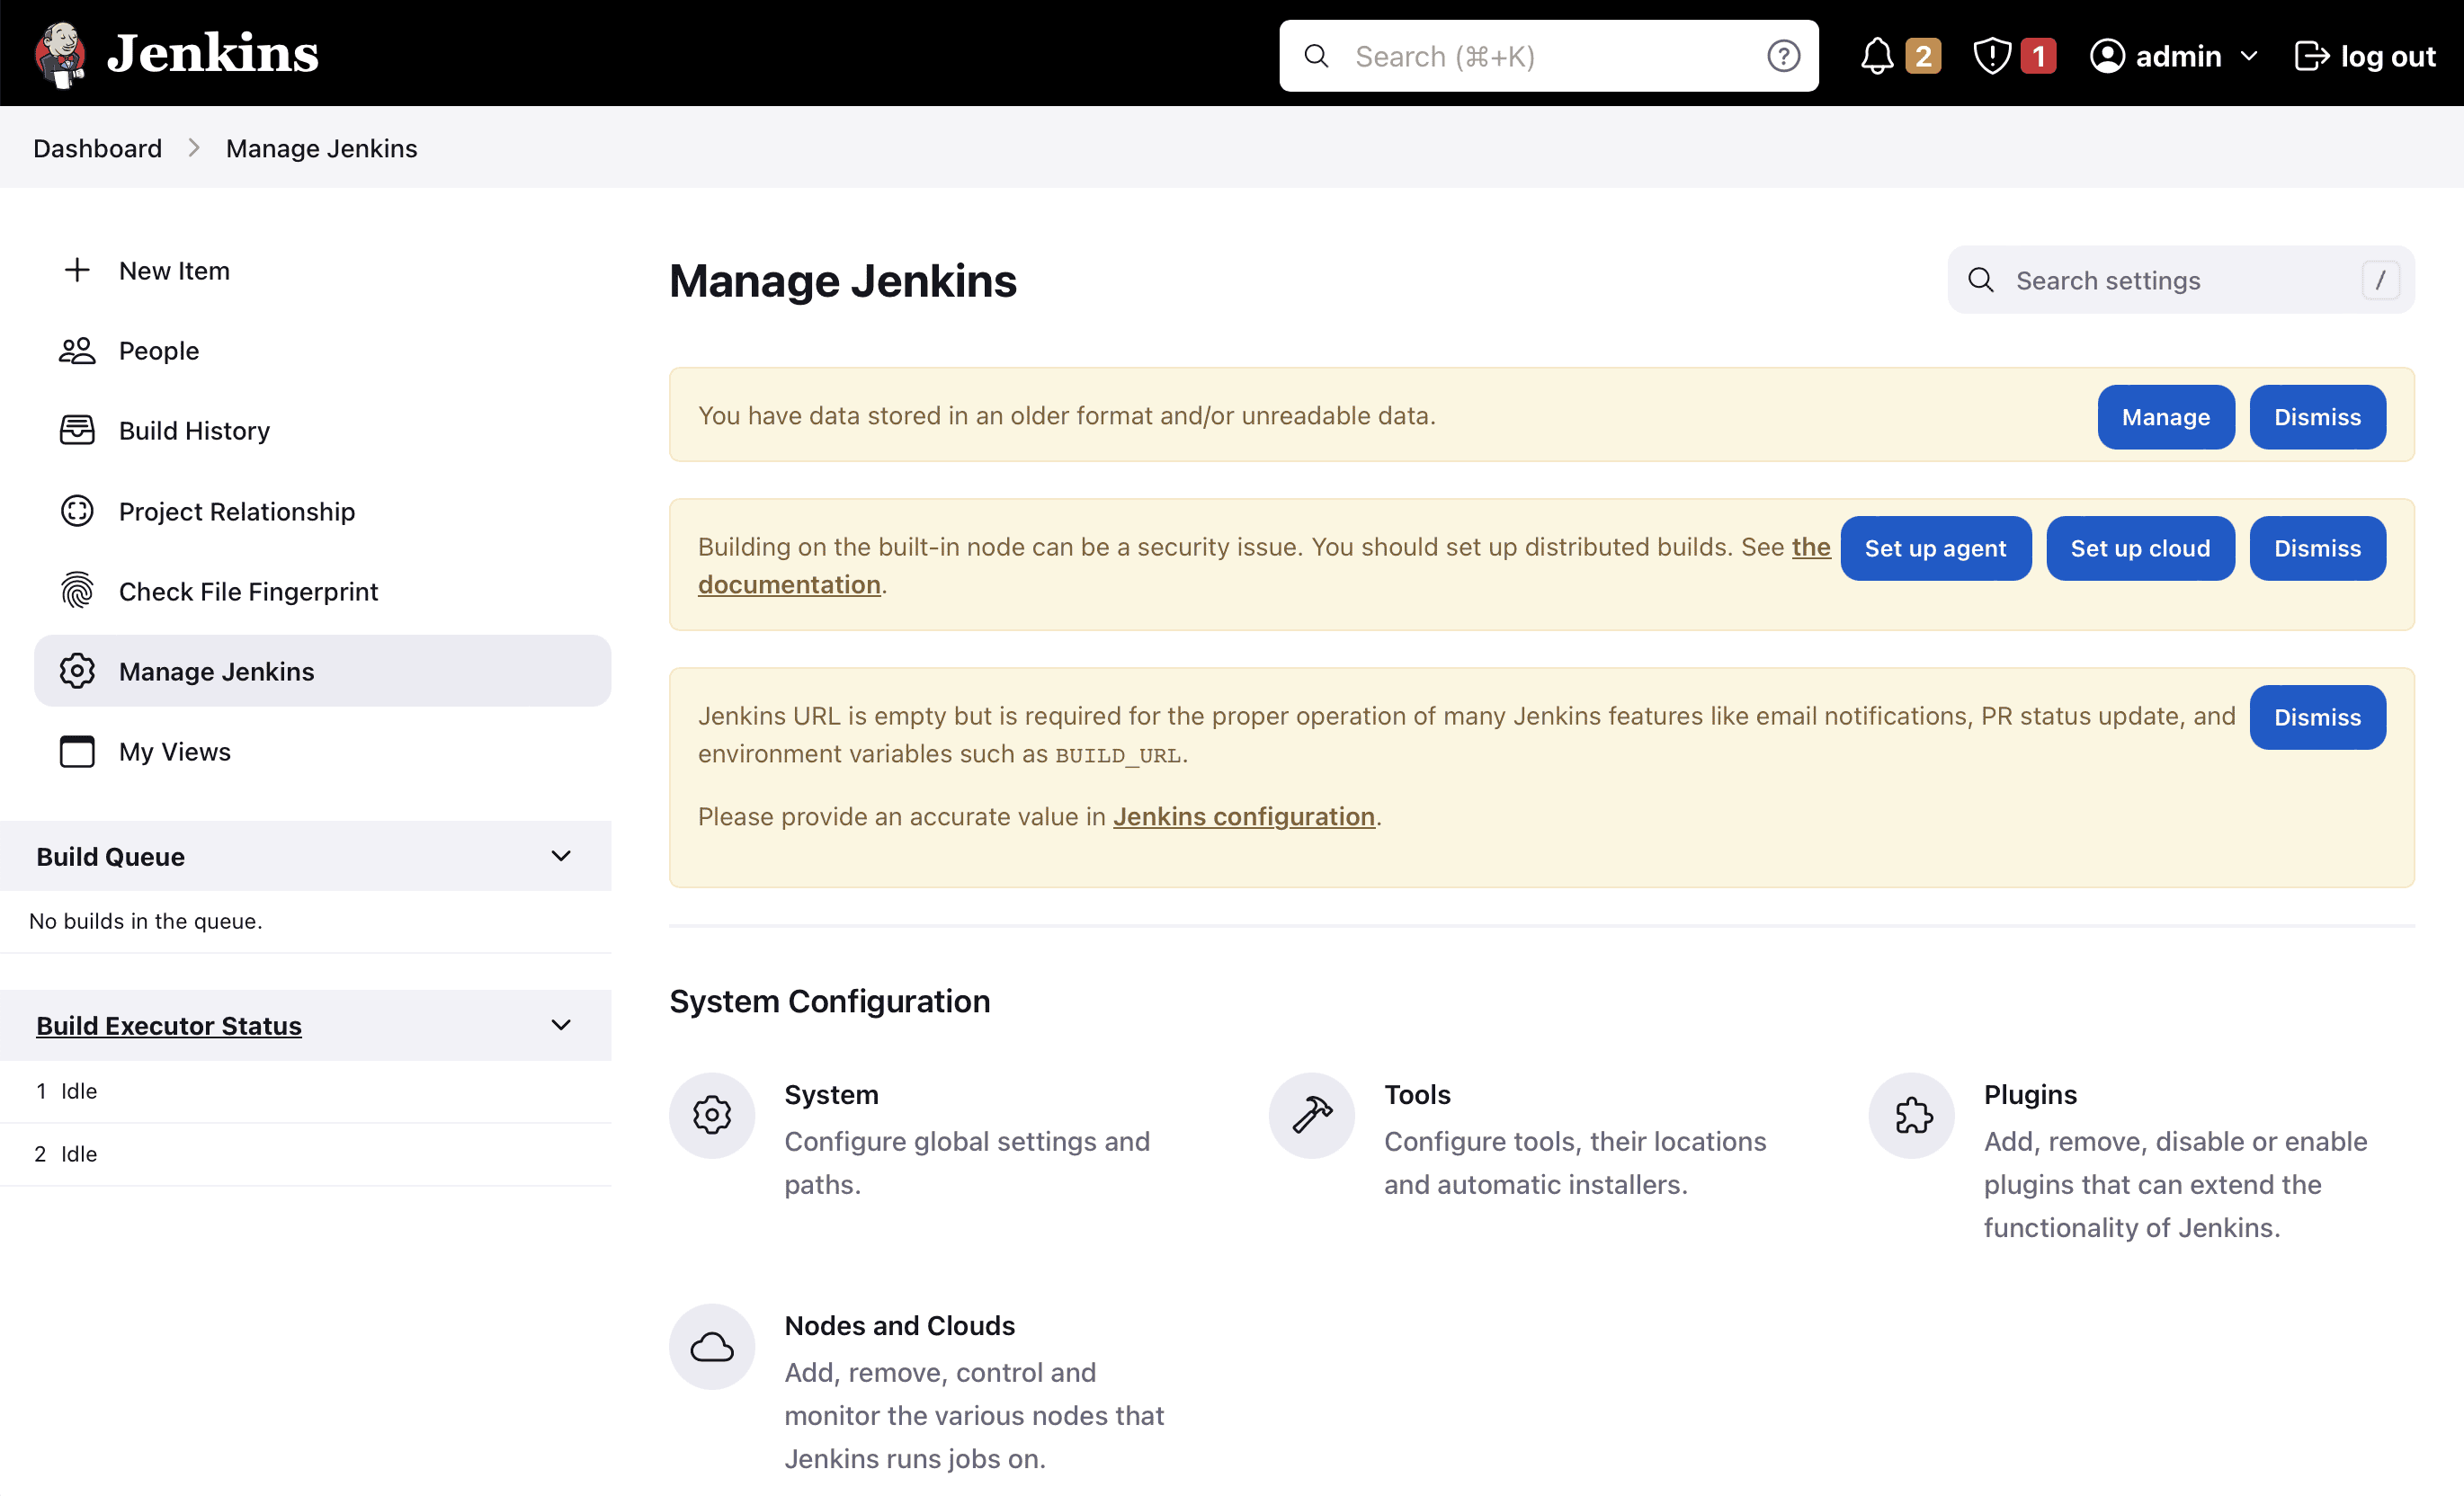 Jenkins
Search (⌘+K)
2
1
admin
log out
Dashboard
Manage Jenkins
New Item
People
Build History
Project Relationship
Check File Fingerprint
Manage Jenkins
My Views
Build Queue
No builds in the queue.
Build Executor Status
1 Idle
2 Idle
Manage Jenkins
Search settings
/
You have data stored in an older format and/or unreadable data.
Manage
Dismiss
Building on the built-in node can be a security issue. You should set up distributed builds. See the
documentation.
Set up agent
Set up cloud
Dismiss
Jenkins URL is empty but is required for the proper operation of many Jenkins features like email notifications, PR status update, and
environment variables such as BUILD_URL.
Please provide an accurate value in Jenkins configuration.
Dismiss
System Configuration
System
Configure global settings and
paths.
Tools
Configure tools, their locations
and automatic installers.
Plugins
Add, remove, disable or enable
plugins that can extend the
functionality of Jenkins.
Nodes and Clouds
Add, remove, control and
monitor the various nodes that
Jenkins runs jobs on.